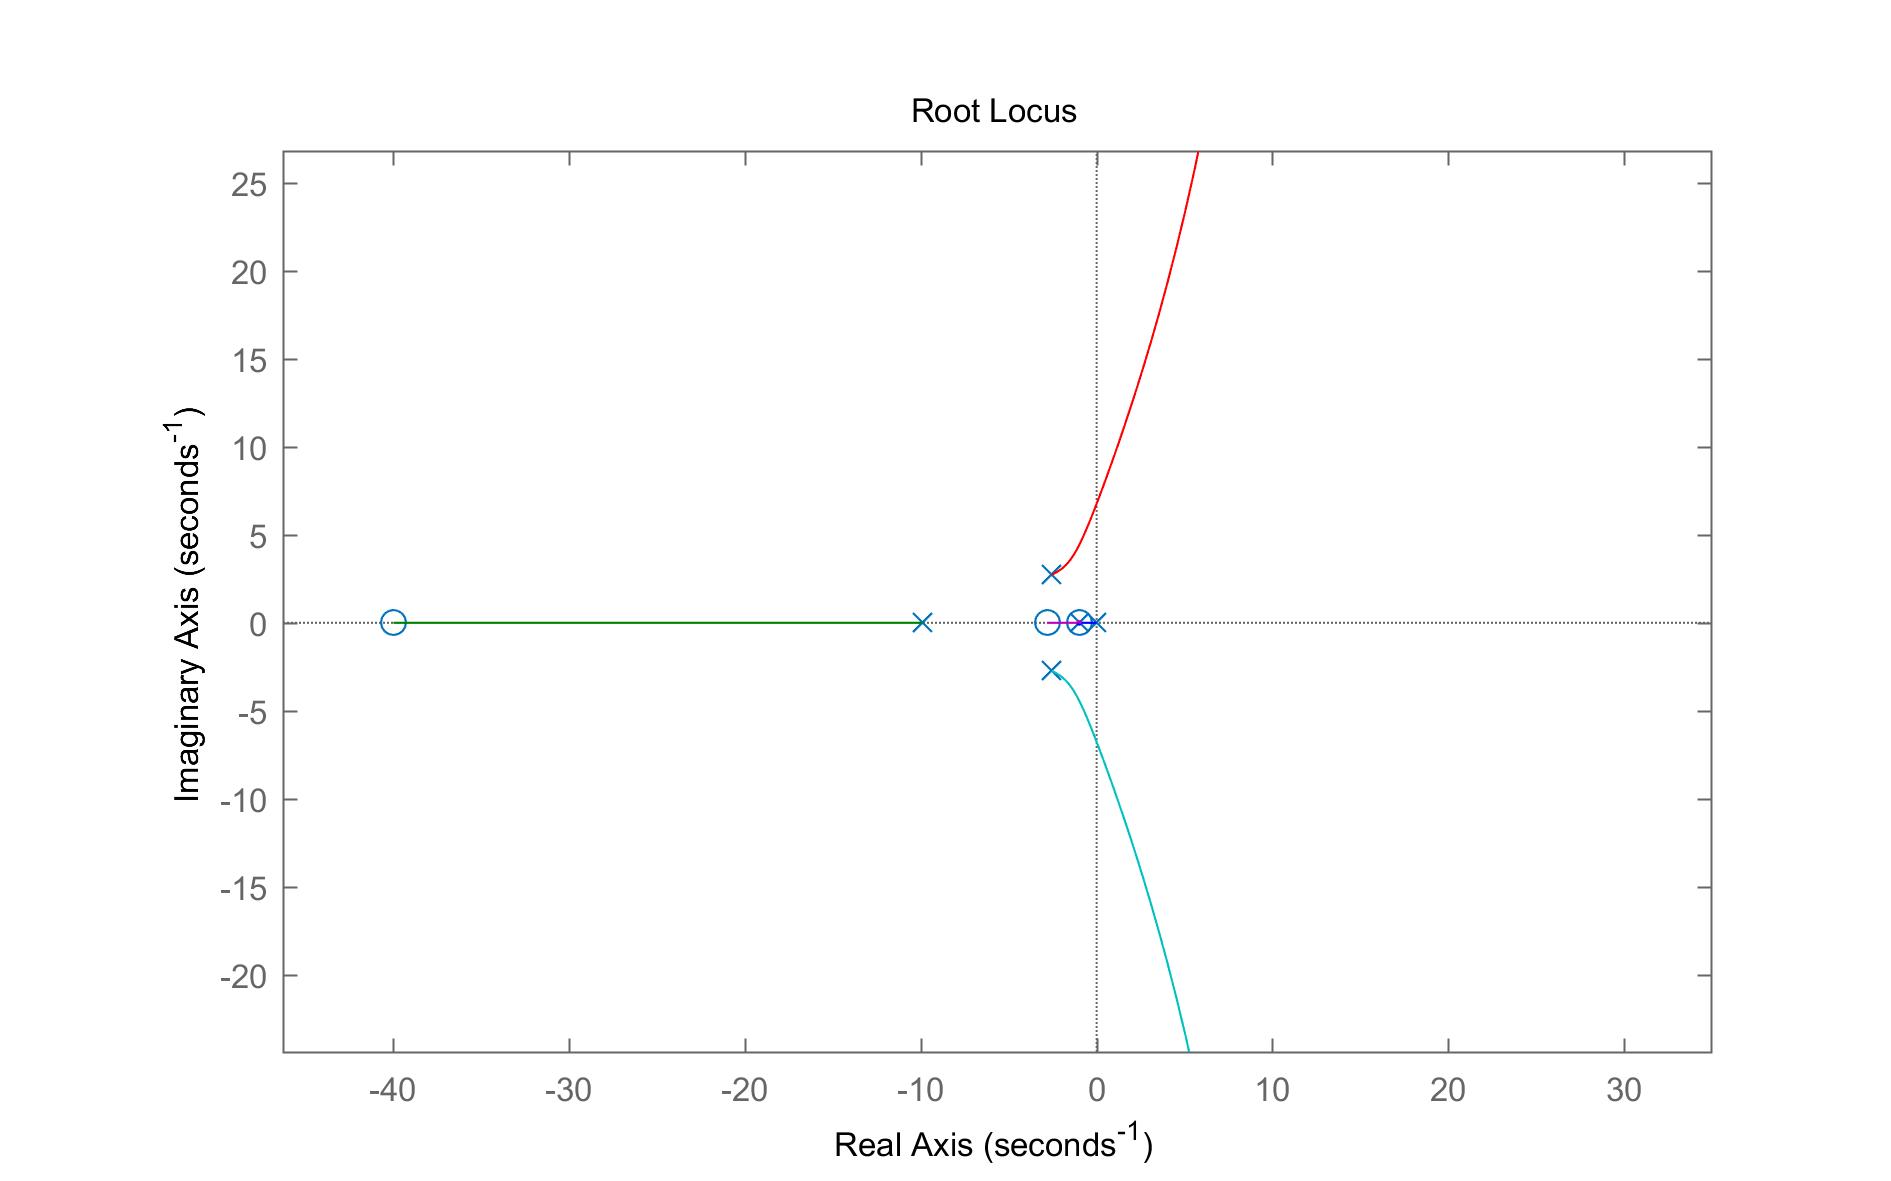 Root Locus
25
20
15
10
5
0
-5
-10
-15
-20
Imaginary Axis (seconds⁻¹)
-40 -30 -20 -10 0 10 20 30
Real Axis (seconds⁻¹)